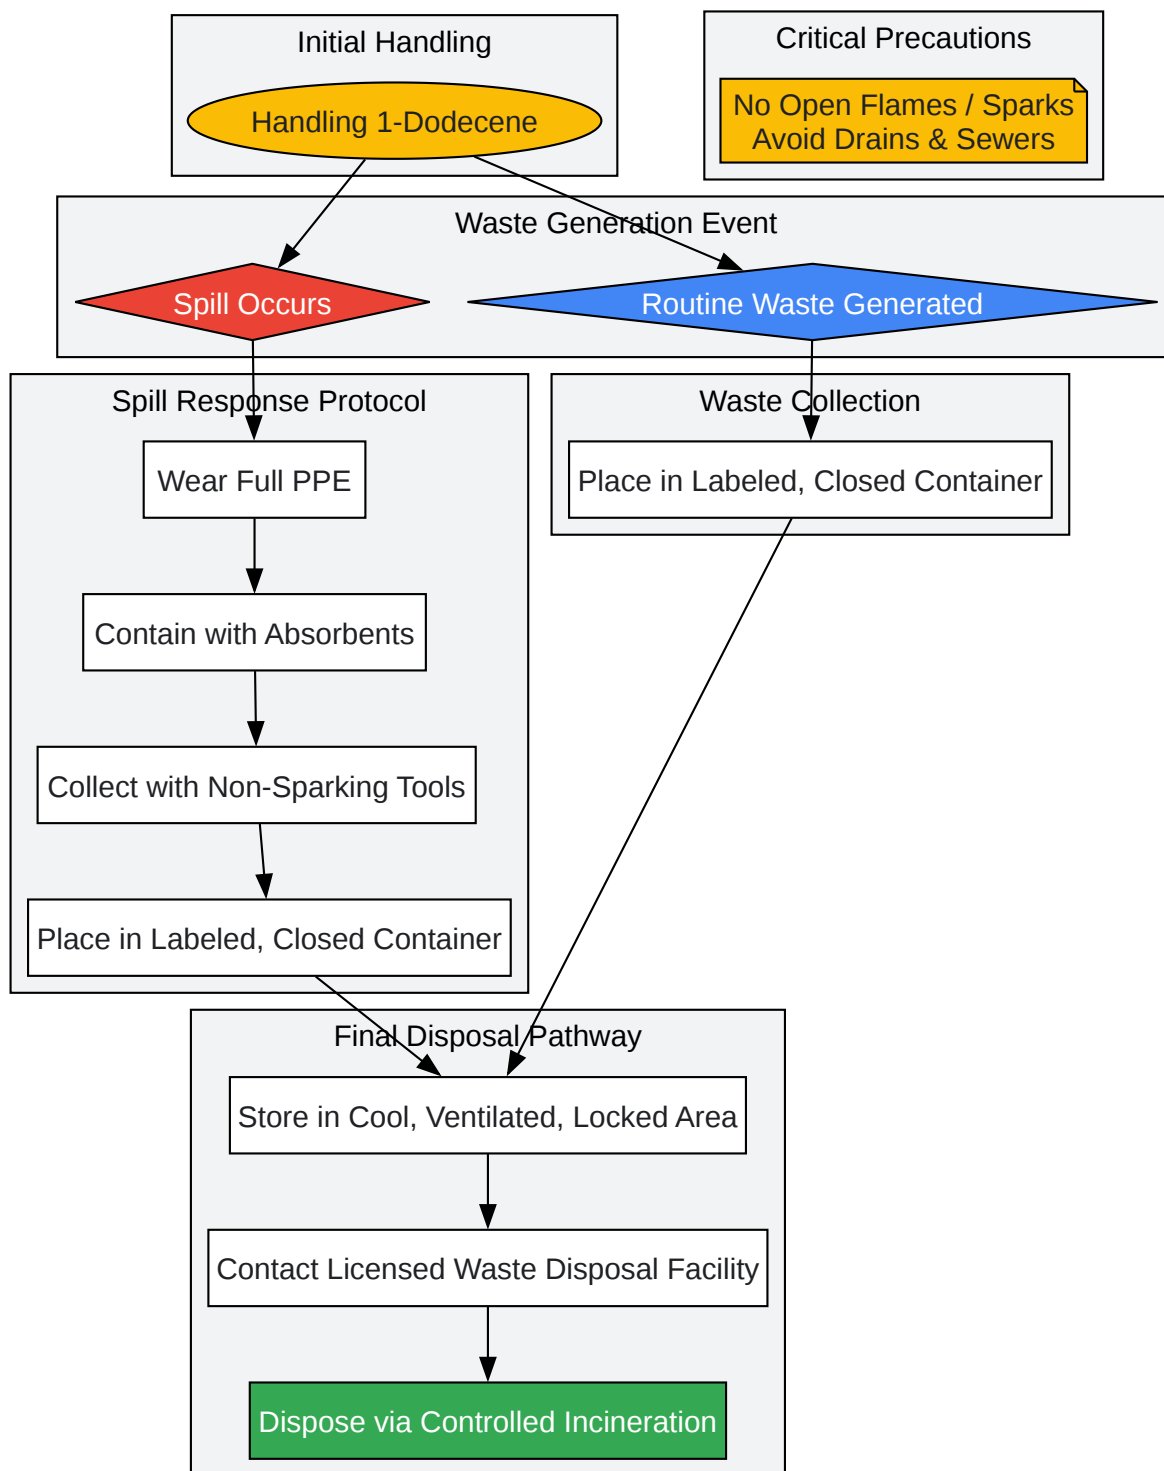 Initial Handling
Handling 1-Dodecene
Critical Precautions
No Open Flames / Sparks
Avoid Drains & Sewers
Waste Generation Event
Spill Occurs
Routine Waste Generated
Spill Response Protocol
Wear Full PPE
Contain with Absorbents
Collect with Non-Sparking Tools
Place in Labeled, Closed Container
Waste Collection
Place in Labeled, Closed Container
Final Disposal Pathway
Store in Cool, Ventilated, Locked Area
Contact Licensed Waste Disposal Facility
Dispose via Controlled Incineration